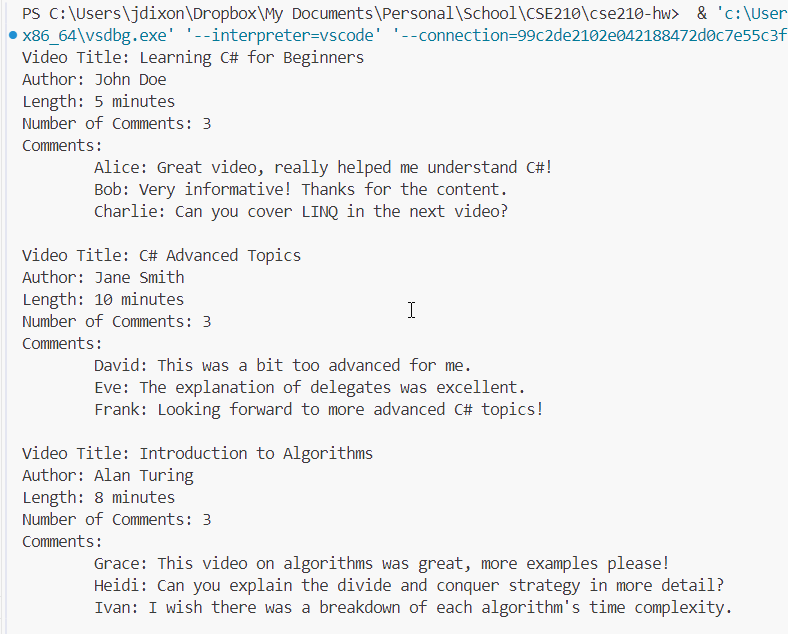 PS C:\Users\jdixon\Dropbox\My Documents\Personal\School\CSE210\cse210-hw>  & 'c:\User
x86_64\vsdbg.exe' '--interpreter=vscode' '--connection=99c2de2102e042188472d0c7e55c3f
Video Title: Learning C# for Beginners
Author: John Doe
Length: 5 minutes
Number of Comments: 3
Comments:
Alice: Great video, really helped me understand C#!
Bob: Very informative! Thanks for the content.
Charlie: Can you cover LINQ in the next video?
Video Title: C# Advanced Topics
Author: Jane Smith
Length: 10 minutes
Number of Comments: 3
Comments:
David: This was a bit too advanced for me.
Eve: The explanation of delegates was excellent.
Frank: Looking forward to more advanced C# topics!
Video Title: Introduction to Algorithms
Author: Alan Turing
Length: 8 minutes
Number of Comments: 3
Comments:
Grace: This video on algorithms was great, more examples please!
Heidi: Can you explain the divide and conquer strategy in more detail?
Ivan: I wish there was a breakdown of each algorithm's time complexity.